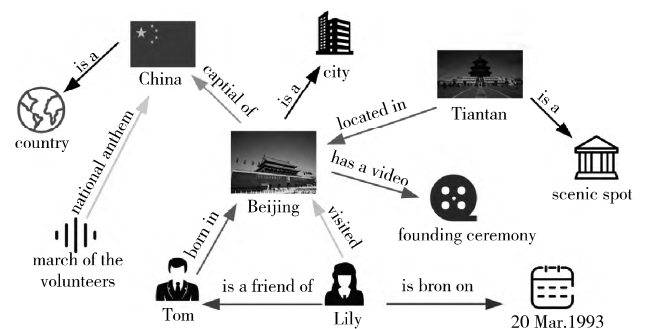 is a
China
captial of
city
is a
country
national anthem
located in
Tiantan
is a
scenic spot
has a video
Beijing
founding ceremony
march of the
volunteers
born in
visited
Tom
is a friend of
Lily
is bron on
20 Mar.1993